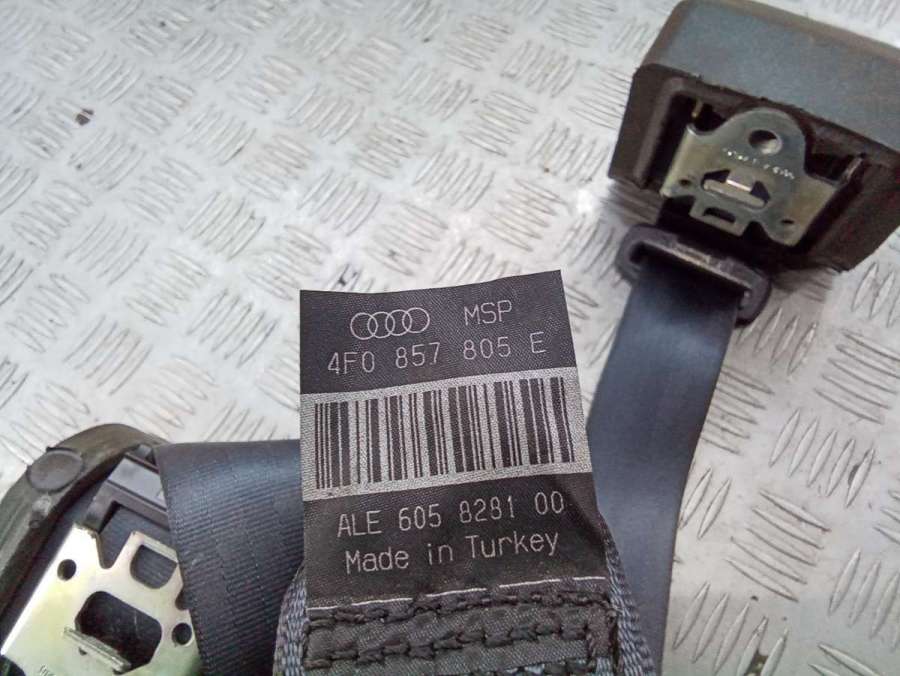 MSP
4F0 857 805 E
ALE 605 8281 00
Made in Turkey